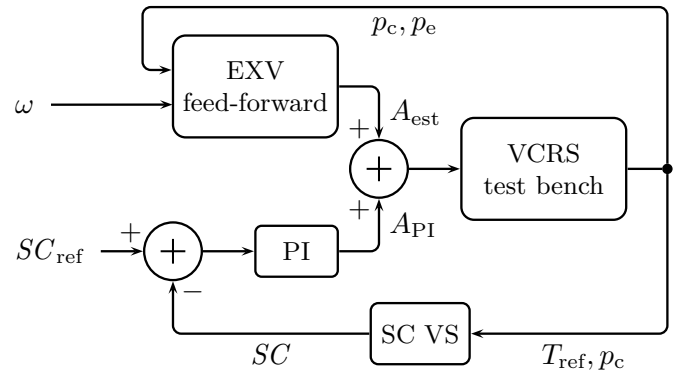 p_c, p_e
EXV
feed-forward
ω
A_est
+
+
+
VCRS
test bench
A_PI
SC_ref
+
+
−
PI
SC VS
SC
T_ref, p_c